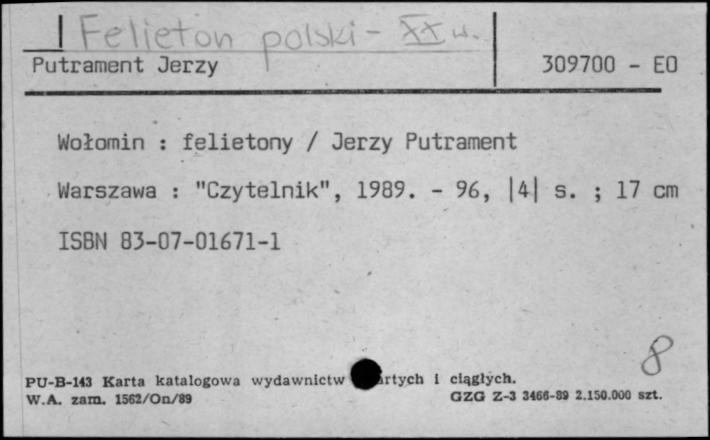 Felieton polski - XX w.
Putrament Jerzy 309700 - EO
Wołomin : felietony / Jerzy Putrament
Warszawa : "Czytelnik", 1989. - 96, |4| s. ; 17 cm
ISBN 83-07-01671-1
8
PU-B-143 Karta katalogowa wydawnictw artych i ciągłych.
W.A. zam. 1562/On/89 GZG Z-3 3466-89 2.150.000 szt.